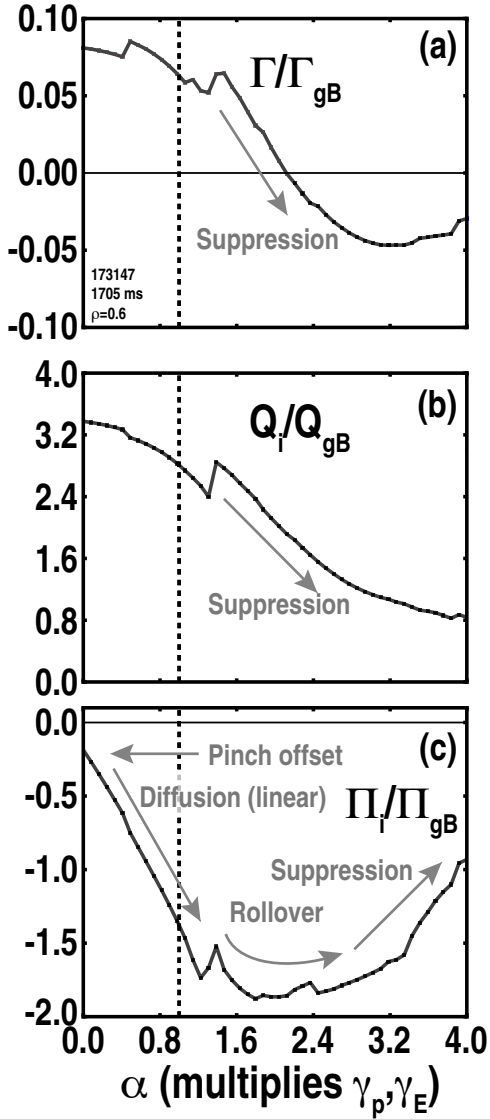 0.10
(a)
Γ/Γ_gB
0.05
0.00
Suppression
-0.05
173147
1705 ms
ρ=0.6
-0.10
4.0
(b)
Q_i/Q_gB
3.2
2.4
1.6
Suppression
0.8
0.0
0.0
(c)
Pinch offset
-0.5
Diffusion (linear)
Π_i/Π_gB
-1.0
Suppression
Rollover
-1.5
-2.0
0.0 0.8 1.6 2.4 3.2 4.0
α (multiplies γ_p,γ_E)